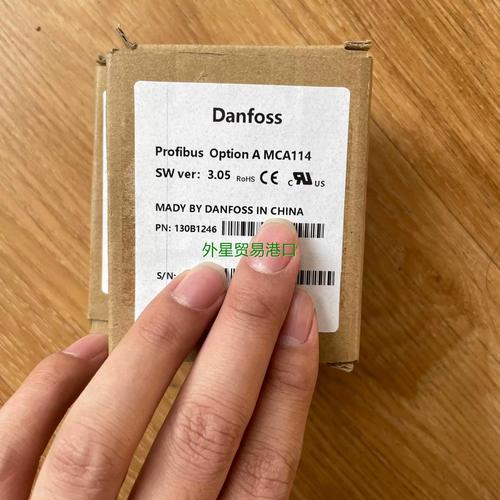 Danfoss
Profibus Option A MCA114
SW ver: 3.05 RoHS CE c RU US
MADY BY DANFOSS IN CHINA
PN: 130B1246
外星贸易港口
S/N: